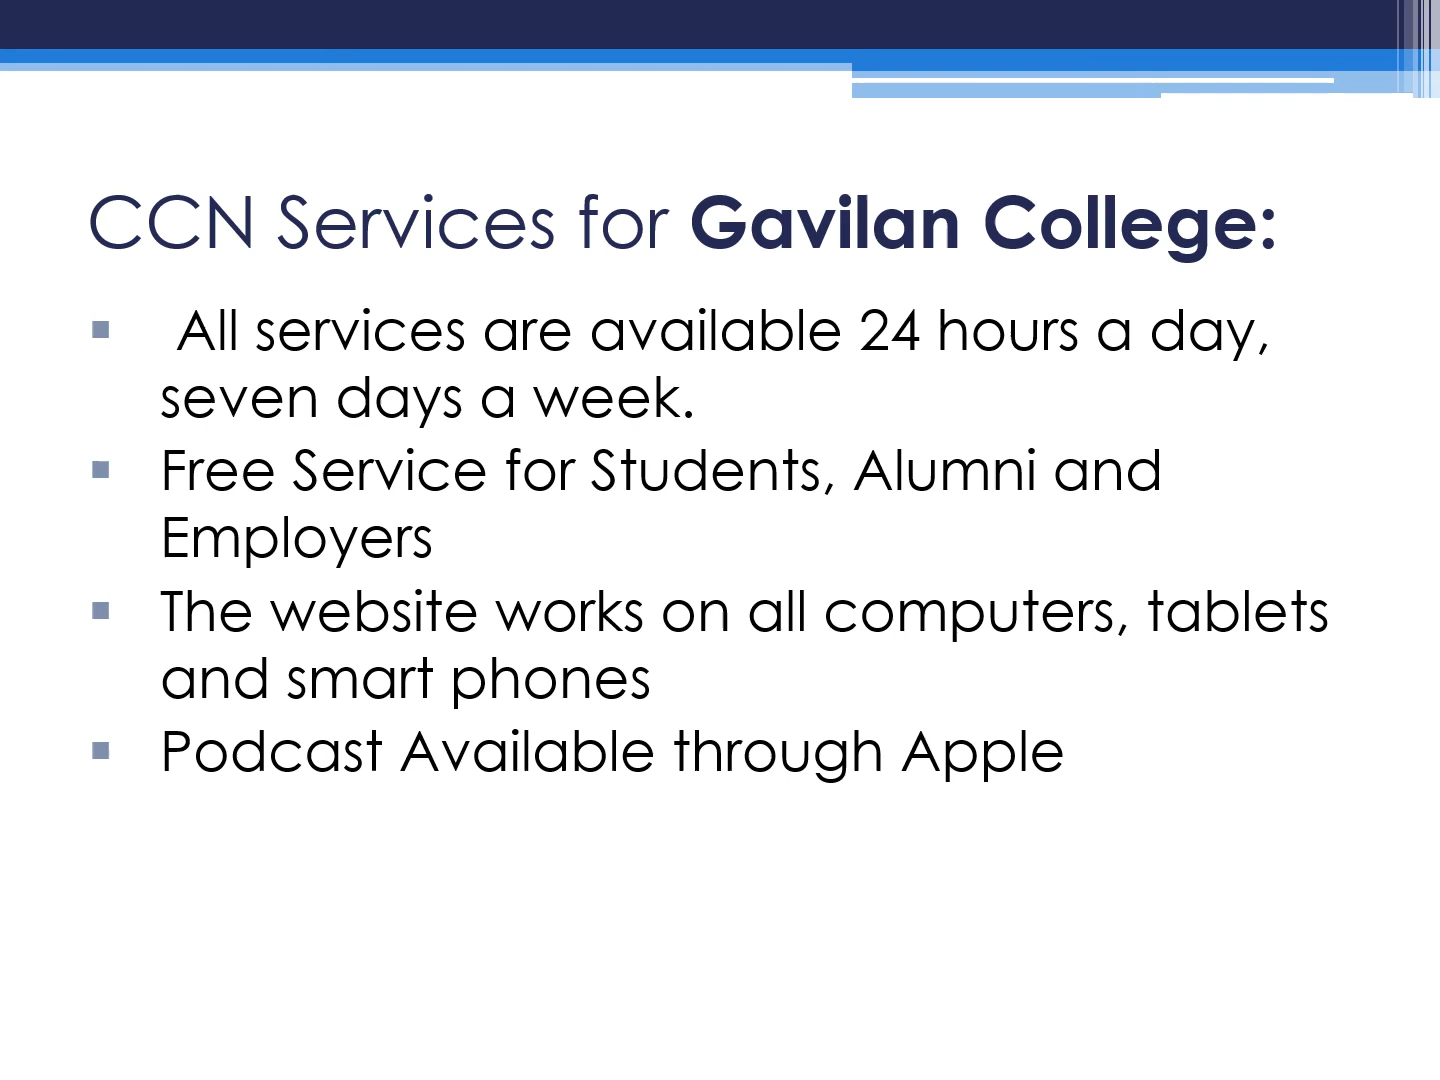 CCN Services for Gavilan College:
▪ All services are available 24 hours a day,
seven days a week.
▪ Free Service for Students, Alumni and
Employers
▪ The website works on all computers, tablets
and smart phones
▪ Podcast Available through Apple